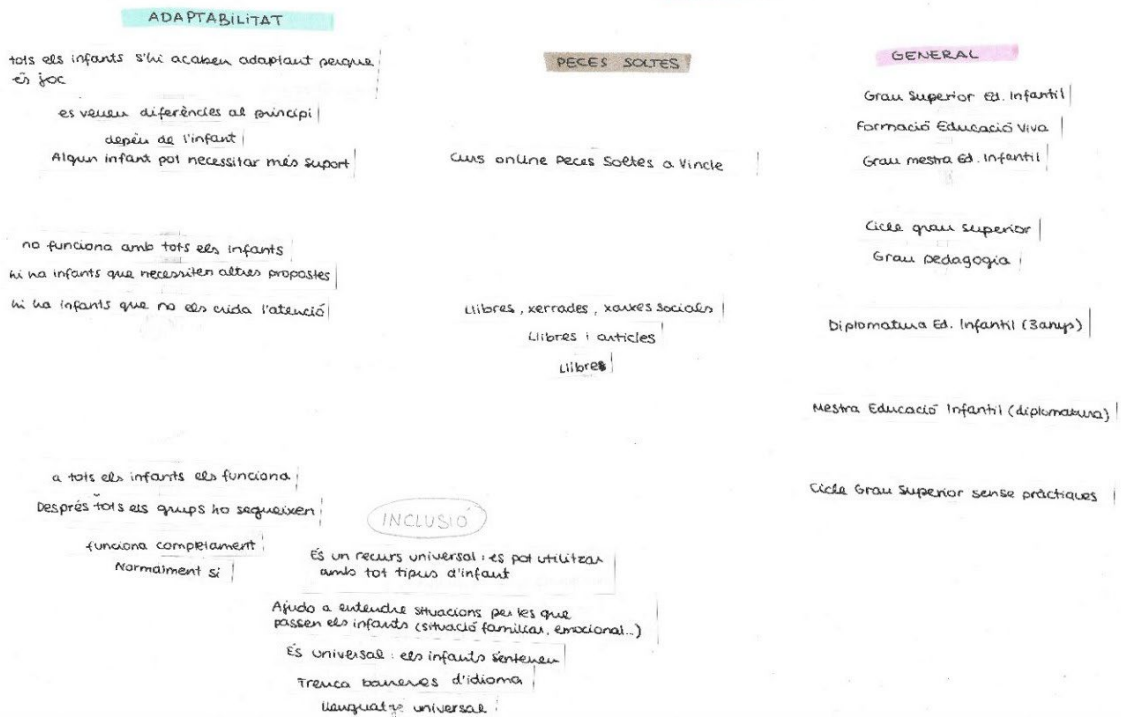 ADAPTABILITAT
tots els infants s'hi acaben adaptant perque
és joc
es veuen diferències al principi
depèn de l'infant
Algun infant pot necessitar més suport
no funciona amb tots els infants
hi ha infants que necessiten altres propostes
hi ha infants que no els crida l'atenció
a tots els infants els funciona
Després tots els grups ho segueixen
funciona completament
Normalment si
INCLUSIÓ
És un recurs universal : es pot utilitzar
amb tot tipus d'infant
Ajuda a entendre situacions per les que
passen els infants (situació familiar, emocional...)
És universal : els infants s'entenen
Trenca barreres d'idioma
llenguatge universal
PECES SOLTES
Curs online Peces Soltes a Vincle
Llibres, xerrades, xarxes socials
Llibres i articles
Llibres
GENERAL
Grau Superior Ed. Infantil
Formació Educació Viva
Grau mestra Ed. Infantil
Cicle grau superior
Grau pedagogia
Diplomatura Ed. Infantil (3anys)
Mestra Educació Infantil (diplomatura)
Cicle Grau Superior sense pràctiques